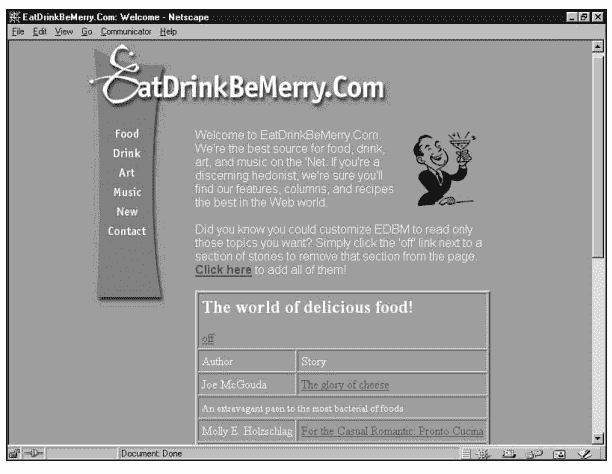 EatDrinkBeMerry.Com: Welcome - Netscape
File Edit View Go Communicator Help
EatDrinkBeMerry.Com
Food
Drink
Art
Music
New
Contact
Welcome to EatDrinkBeMerry.Com.
We're the best source for food, drink,
art, and music on the 'Net. If you're a
discerning hedonist, we're sure you'll
find our features, columns, and recipes
the best in the Web world.
Did you know you could customize EDBM to read only
those topics you want? Simply click the 'off' link next to a
section of stories to remove that section from the page.
Click here to add all of them!
The world of delicious food!
off
Author Story
Joe McGouda The glory of cheese
An extravagant paen to the most bacterial of foods
Molly E. Holzschlag For the Casual Romantic: Pronto Cucina
Document: Done